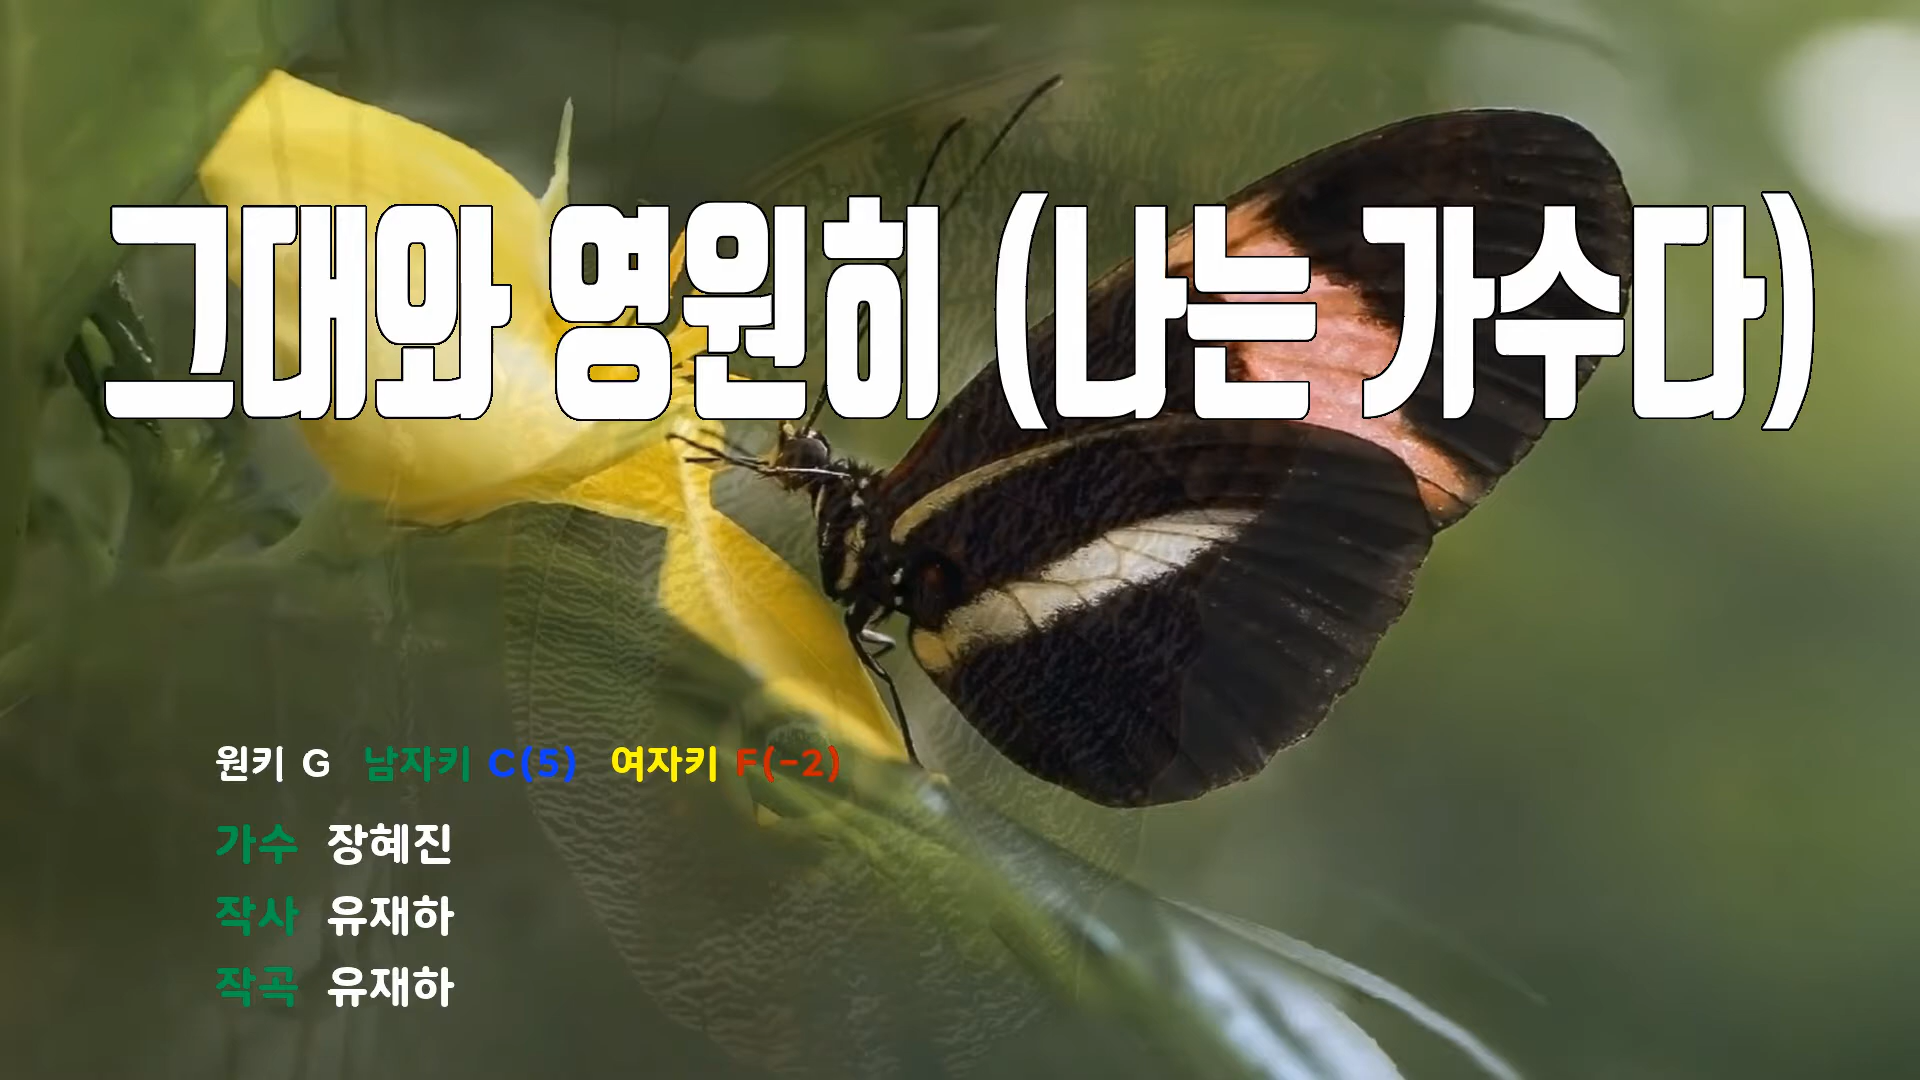 그대와 영원히 (나는 가수다)
원키 G 남자키 C(5) 여자키 F(-2)
가수 장혜진
작사 유재하
작곡 유재하